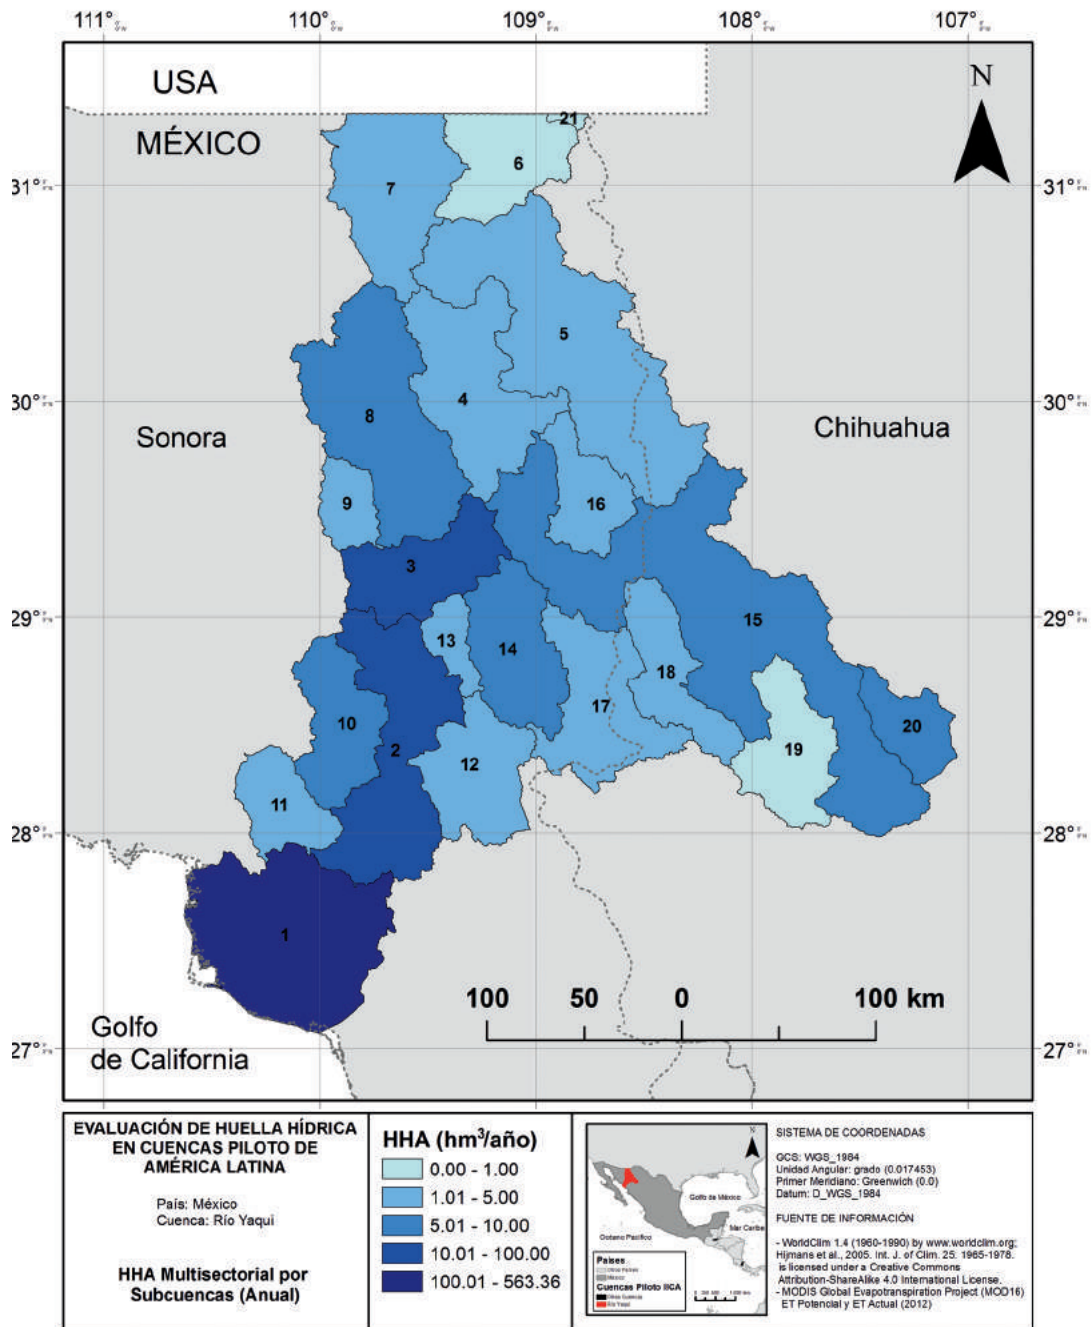 111°
110°
109°
108°
107°
USA
MÉXICO
N
21
6
7
31°
31°
5
4
8
30°
30°
Sonora
Chihuahua
9
16
3
29°
29°
15
13
14
18
17
10
20
2
19
12
11
28°
28°
1
100
50
0
100 km
Golfo
de California
27°
27°
EVALUACIÓN DE HUELLA HÍDRICA
EN CUENCAS PILOTO DE
AMÉRICA LATINA
País: México
Cuenca: Río Yaqui
HHA Multisectorial por
Subcuencas (Anual)
HHA (hm³/año)
0.00 - 1.00
1.01 - 5.00
5.01 - 10.00
10.01 - 100.00
100.01 - 563.36
N
Golfo de México
Mar Caribe
Océano Pacífico
Países
Otros Países
México
Cuencas Piloto IICA
Otras Cuencas
Río Yaqui
SISTEMA DE COORDENADAS
GCS: WGS_1984
Unidad Angular: grado (0.017453)
Primer Meridiano: Greenwich (0.0)
Datum: D_WGS_1984
FUENTE DE INFORMACIÓN
- WorldClim 1.4 (1960-1990) by www.worldclim.org;
Hijmans et al., 2005. Int. J. of Clim. 25: 1965-1978.
is licensed under a Creative Commons
Attribution-ShareAlike 4.0 International License.
- MODIS Global Evapotranspiration Project (MOD16)
ET Potencial y ET Actual (2012)